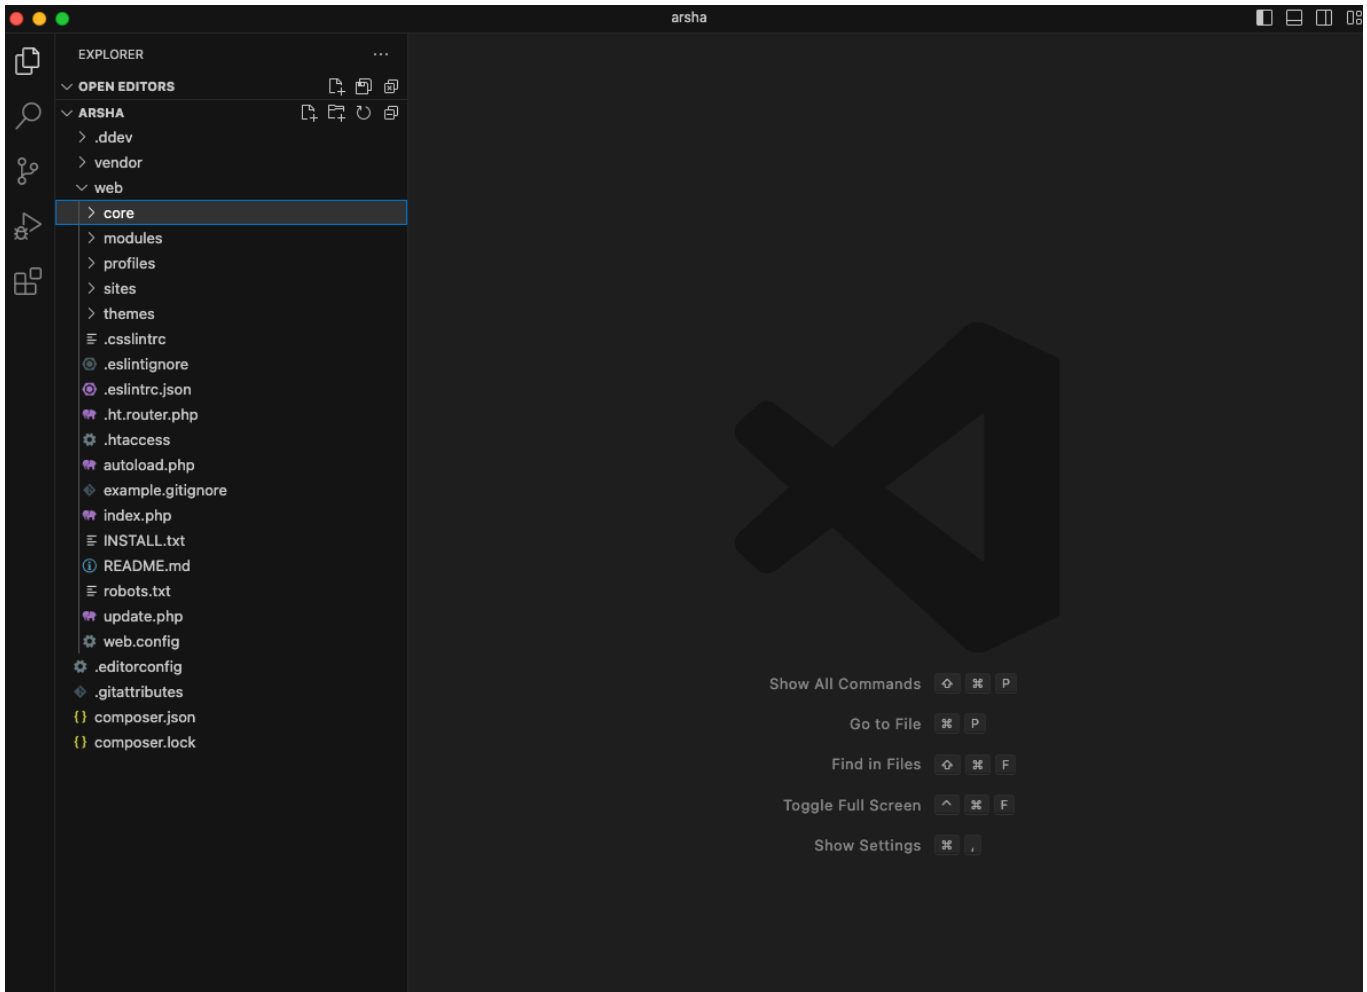 arsha
EXPLORER
OPEN EDITORS
ARSHA
.ddev
vendor
web
core
modules
profiles
sites
themes
.csslintrc
.eslintignore
.eslintrc.json
.ht.router.php
.htaccess
autoload.php
example.gitignore
index.php
INSTALL.txt
README.md
robots.txt
update.php
web.config
.editorconfig
.gitattributes
{} composer.json
{} composer.lock
Show All Commands ⇧ ⌘ P
Go to File ⌘ P
Find in Files ⇧ ⌘ F
Toggle Full Screen ^ ⌘ F
Show Settings ⌘ ,